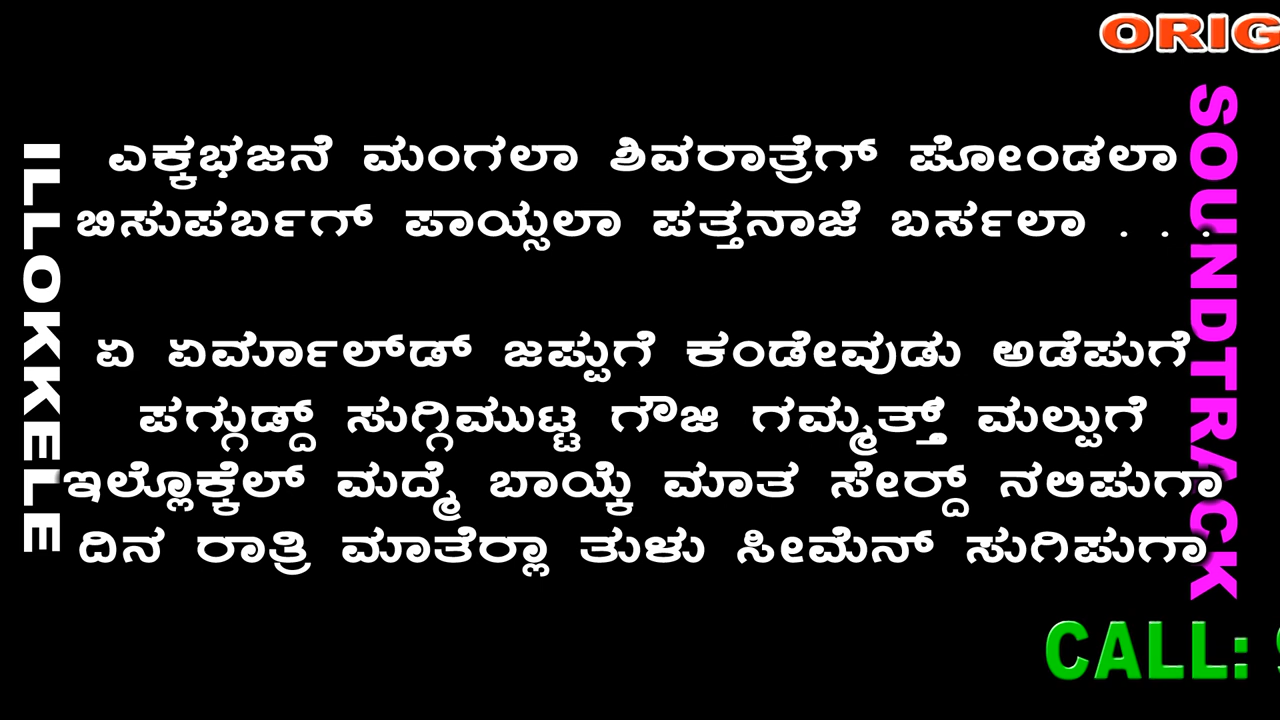 ORIG
ILLOKKELE
SOUNDTRACK
ಎಕ್ಕಭಜನೆ ಮಂಗಲಾ ಶಿವರಾತ್ರೆಗ್ ಪೋಂಡಲಾ
ಬಿಸುಪರ್ಬಗ್ ಪಾಯ್ಸಲಾ ಪತ್ತನಾಜೆ ಬರ್ಸಲಾ . . .
ಏ ಏರ್ಮಾಲ್‌ಡ್ ಜಪ್ಪುಗೆ ಕಂಡೇವುಡು ಅಡೆಪುಗೆ
ಪಗ್ಗುಡ್ದ್ ಸುಗ್ಗಿಮುಟ್ಟ ಗೌಜಿ ಗಮ್ಮತ್ತ್ ಮಲ್ಪುಗೆ
ಇಲ್ಲೊಕ್ಕೆಲ್ ಮದ್ಮೆ ಬಾಯ್ಕೆ ಮಾತ ಸೇರ್ದ್ ನಲಿಪುಗಾ
ದಿನ ರಾತ್ರಿ ಮಾತೆರ್ಲಾ ತುಳು ಸೀಮೆನ್ ಸುಗಿಪುಗಾ
CALL: